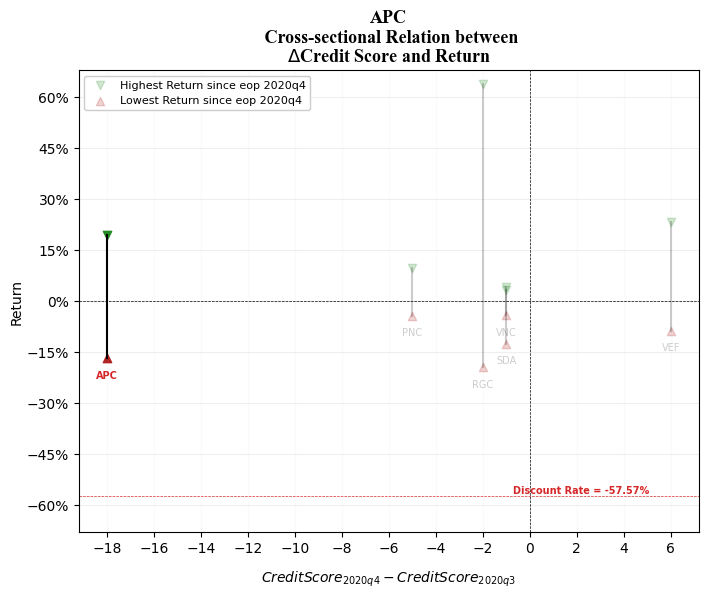 APC
Cross-sectional Relation between
ΔCredit Score and Return
Highest Return since eop 2020q4
Lowest Return since eop 2020q4
60%
45%
30%
15%
0%
−15%
−30%
−45%
−60%
Return
APC
PNC
RGC
VNC
SDA
VEF
Discount Rate = -57.57%
−18 −16 −14 −12 −10 −8 −6 −4 −2 0 2 4 6
CreditScore2020q4 − CreditScore2020q3